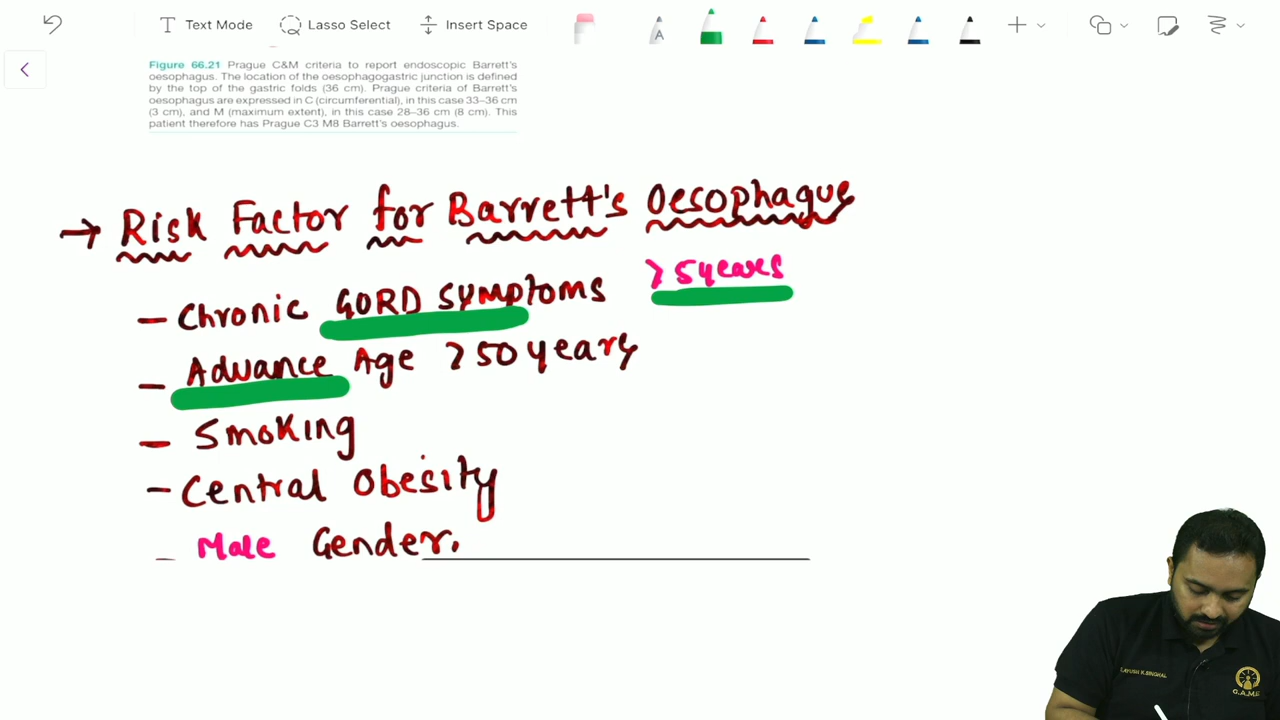 Text Mode Lasso Select Insert Space
A
Figure 66.21 Prague C&M criteria to report endoscopic Barrett's
oesophagus. The location of the oesophagogastric junction is defined
by the top of the gastric folds (36 cm). Prague criteria of Barrett's
oesophagus are expressed in C (circumferential), in this case 33–36 cm
(3 cm), and M (maximum extent), in this case 28–36 cm (8 cm). This
patient therefore has Prague C3 M8 Barrett's oesophagus.
→ Risk Factor for Barrett's Oesophagus
– Chronic GORD symptoms >5years
– Advance Age >50 years
– Smoking
– Central Obesity
– Male Gender.
O.A.M.E